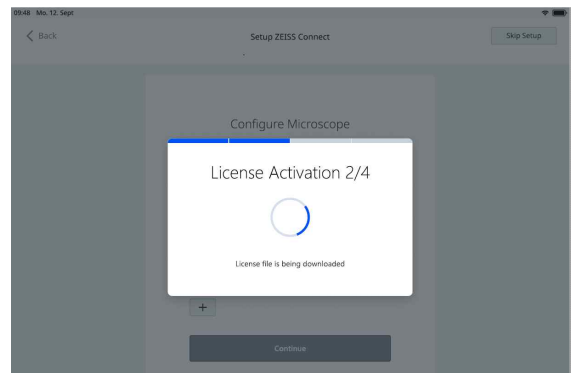 09:48 Mo. 12. Sept
Back
Setup ZEISS Connect
Skip Setup
Configure Microscope
License Activation 2/4
License file is being downloaded
+
Continue